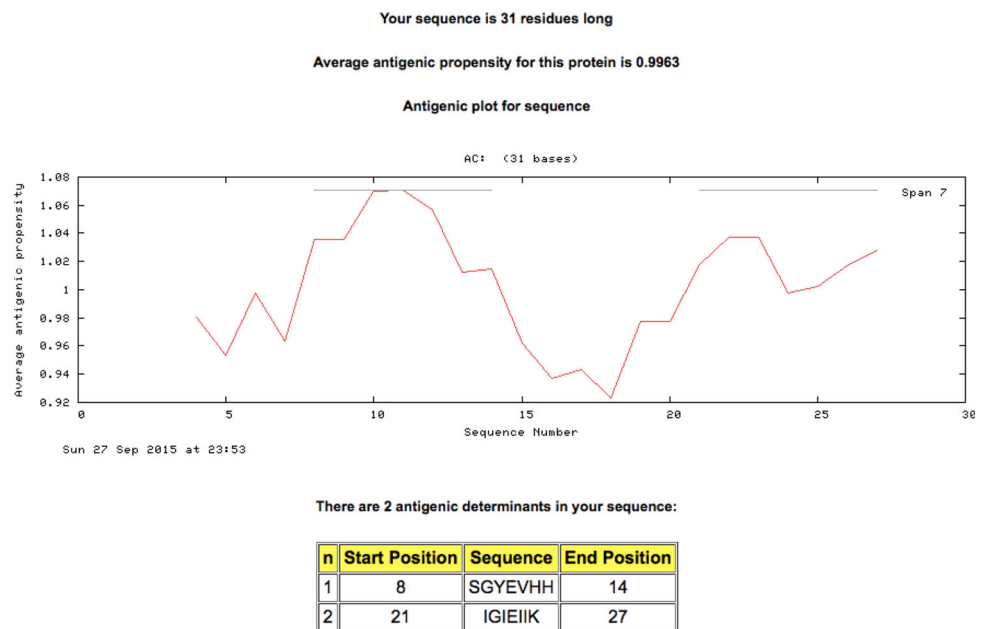 Your sequence is 31 residues long
Average antigenic propensity for this protein is 0.9963
Antigenic plot for sequence
AC: (31 bases)
Average antigenic propensity
1.08
1.06
1.04
1.02
1
0.98
0.96
0.94
0.92
Span 7
0 5 10 15 20 25 30
Sequence Number
Sun 27 Sep 2015 at 23:53
There are 2 antigenic determinants in your sequence:
n Start Position Sequence End Position
1 8 SGYEVHH 14
2 21 IGIEIIK 27